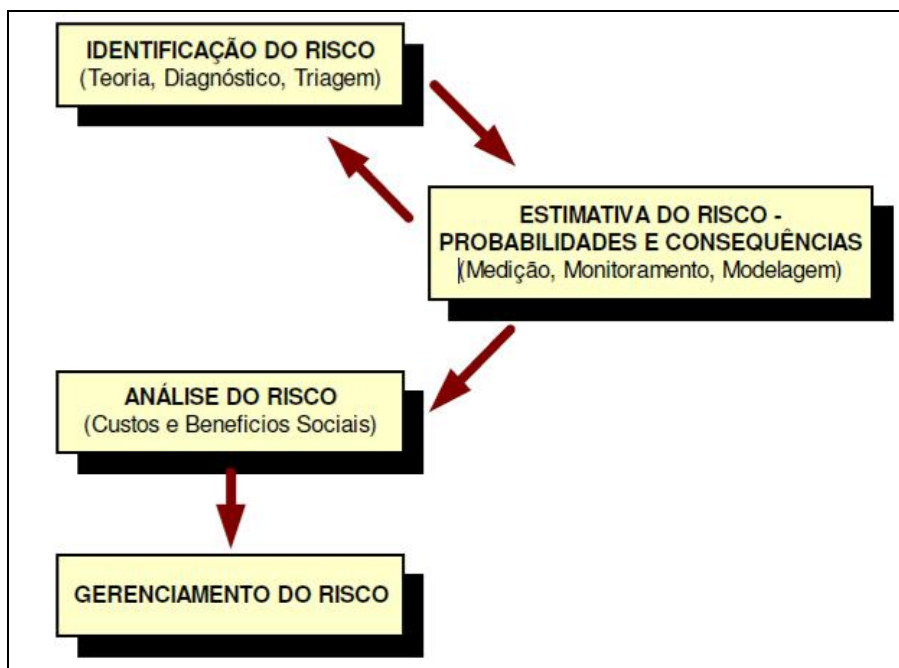 IDENTIFICAÇÃO DO RISCO
(Teoria, Diagnóstico, Triagem)
ESTIMATIVA DO RISCO -
PROBABILIDADES E CONSEQUÊNCIAS
(Medição, Monitoramento, Modelagem)
ANÁLISE DO RISCO
(Custos e Beneficios Sociais)
GERENCIAMENTO DO RISCO